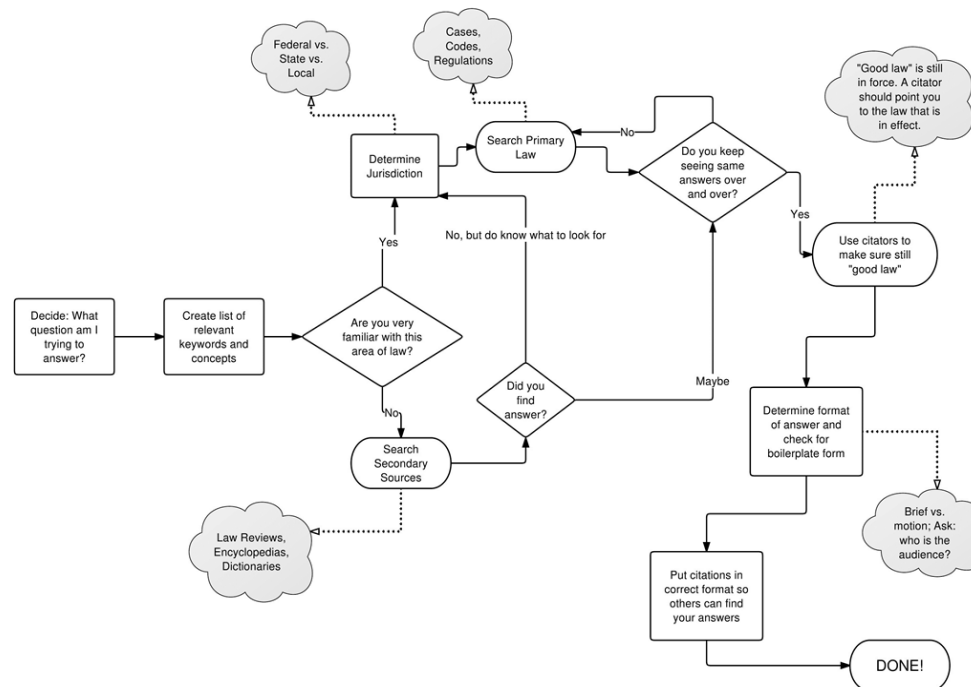 Federal vs.
State vs.
Local
Cases,
Codes,
Regulations
"Good law" is still
in force. A citator
should point you
to the law that is
in effect.
Determine
Jurisdiction
Search Primary
Law
No
Do you keep
seeing same
answers over
and over?
Yes
Use citators to
make sure still
"good law"
Yes
No, but do know what to look for
Decide: What
question am I
trying to
answer?
Create list of
relevant
keywords and
concepts
Are you very
familiar with this
area of law?
No
Did you
find
answer?
Maybe
Search
Secondary
Sources
Law Reviews,
Encyclopedias,
Dictionaries
Determine format
of answer and
check for
boilerplate form
Brief vs.
motion; Ask:
who is the
audience?
Put citations in
correct format so
others can find
your answers
DONE!